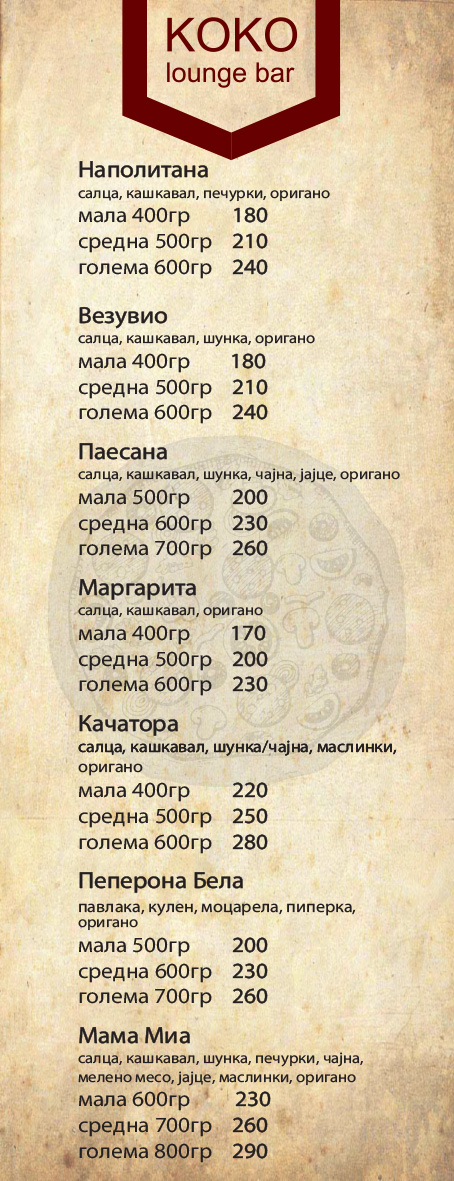 KOKO
lounge bar
Наполитана
салца, кашкавал, печурки, оригано
мала 400гр 180
средна 500гр 210
голема 600гр 240
Везувио
салца, кашкавал, шунка, оригано
мала 400гр 180
средна 500гр 210
голема 600гр 240
Паесана
салца, кашкавал, шунка, чајна, јајце, оригано
мала 500гр 200
средна 600гр 230
голема 700гр 260
Маргарита
салца, кашкавал, оригано
мала 400гр 170
средна 500гр 200
голема 600гр 230
Качатора
салца, кашкавал, шунка/чајна, маслинки,
оригано
мала 400гр 220
средна 500гр 250
голема 600гр 280
Пеперона Бела
павлака, кулен, моцарела, пиперка,
оригано
мала 500гр 200
средна 600гр 230
голема 700гр 260
Мама Миа
салца, кашкавал, шунка, печурки, чајна,
мелено месо, јајце, маслинки, оригано
мала 600гр 230
средна 700гр 260
голема 800гр 290